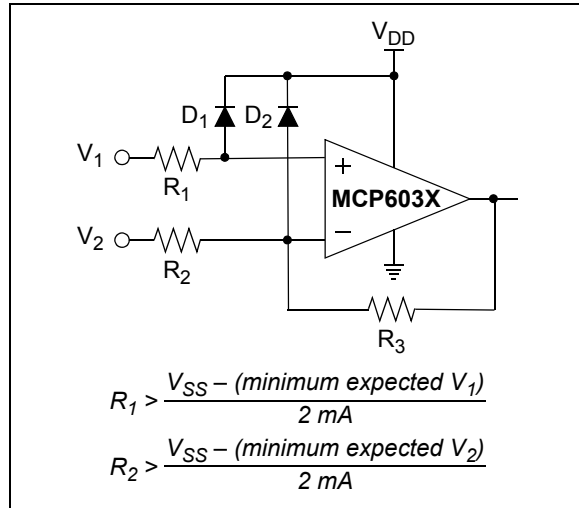 V_DD
D_1 D_2
V_1
R_1
+
MCP603X
V_2
R_2
−
R_3
R_1 > V_SS – (minimum expected V_1)
2 mA
R_2 > V_SS – (minimum expected V_2)
2 mA